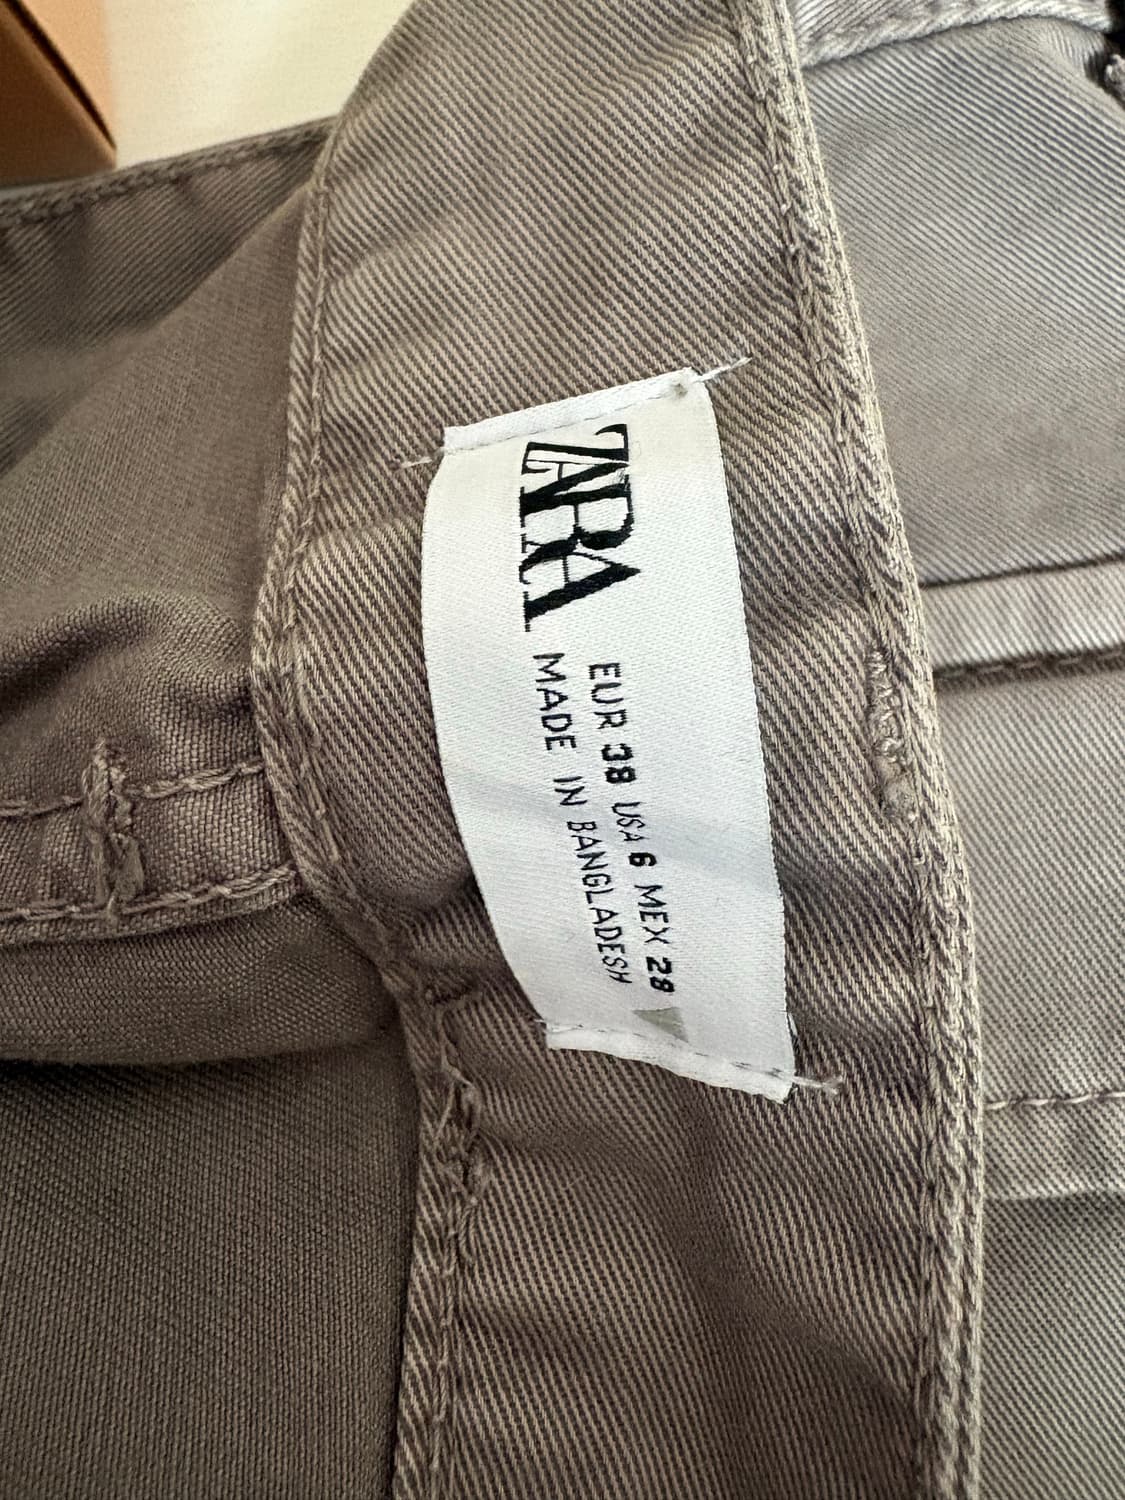 ZARA
EUR 38 USA 6 MEX 28
MADE IN BANGLADESH